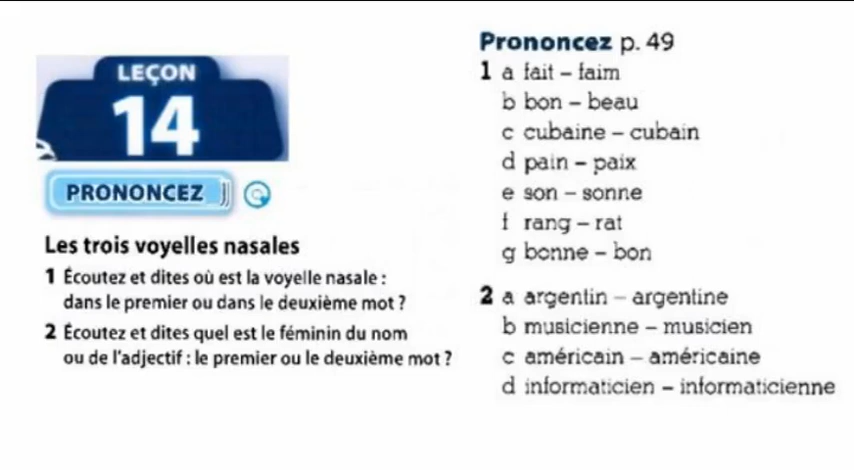 LEÇON
14
PRONONCEZ
Les trois voyelles nasales
1 Écoutez et dites où est la voyelle nasale :
dans le premier ou dans le deuxième mot ?
2 Écoutez et dites quel est le féminin du nom
ou de l'adjectif : le premier ou le deuxième mot ?
Prononcez p. 49
1 a fait – faim
b bon – beau
c cubaine – cubain
d pain – paix
e son – sonne
f rang – rat
g bonne – bon
2 a argentin – argentine
b musicienne – musicien
c américain – américaine
d informaticien – informaticienne